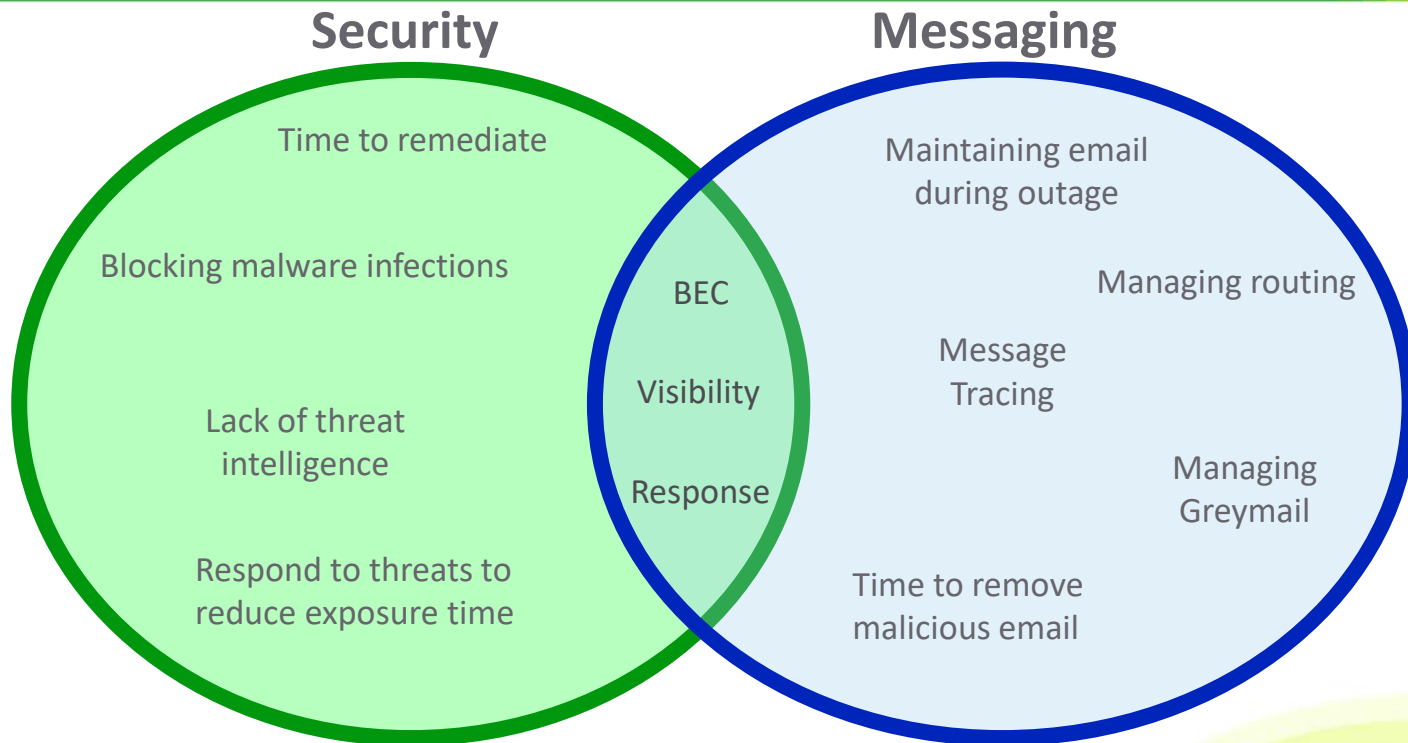 Security
Messaging
Time to remediate
Blocking malware infections
Lack of threat
intelligence
Respond to threats to
reduce exposure time
BEC
Visibility
Response
Maintaining email
during outage
Managing routing
Message
Tracing
Managing
Greymail
Time to remove
malicious email